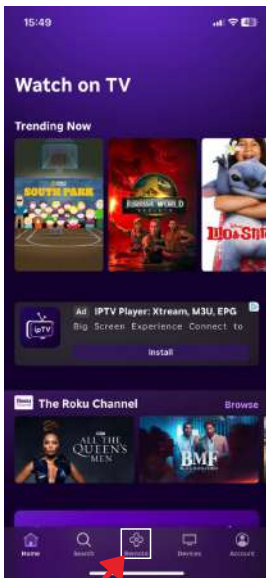 15:49
Watch on TV
Trending Now
SOUTH PARK
JURASSIC WORLD
REBIRTH
LILO & STITCH
Ad IPTV Player: Xtream, M3U, EPG
Big Screen Experience Connect to
IPTV
Install
The Roku Channel
Browse
ALL THE
QUEEN'S
MEN
BMF
Home
Search
Remote
Devices
Account